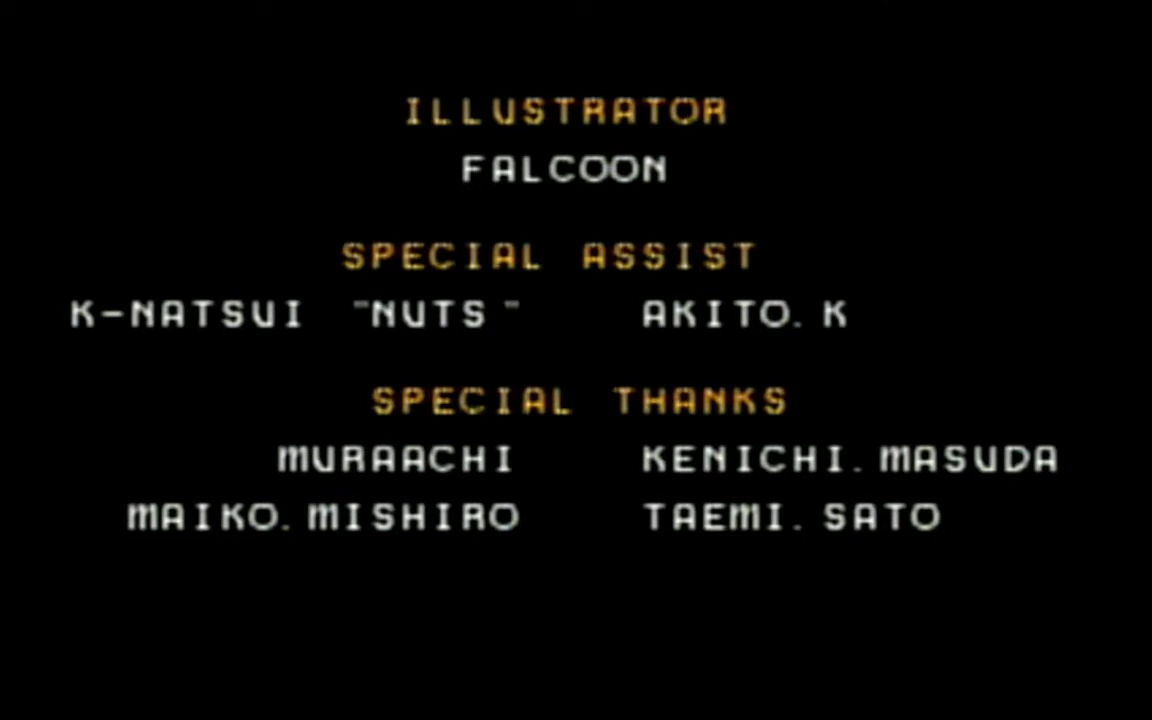 ILLUSTRATOR
FALCOON
SPECIAL ASSIST
K-NATSUI "NUTS" AKITO. K
SPECIAL THANKS
MURAACHI KENICHI. MASUDA
MAIKO. MISHIRO TAEMI. SATO